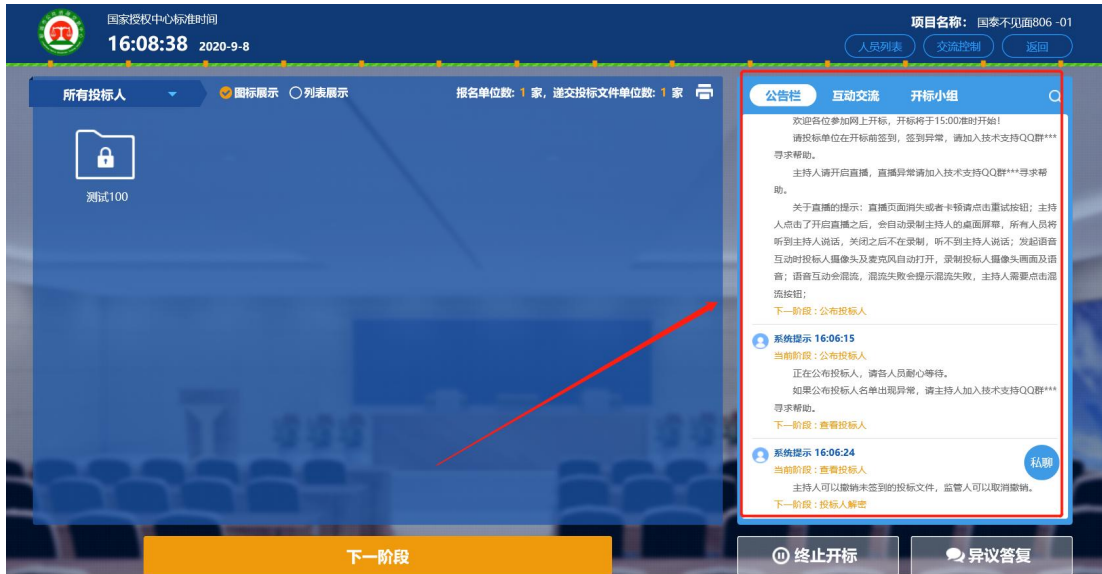 国家授权中心标准时间
16:08:38 2020-9-8
项目名称: 国泰不见面806 -01
人员列表 交流控制 返回
所有投标人 图标展示 列表展示 报名单位数: 1 家, 递交投标文件单位数: 1 家
测试100
公告栏 互动交流 开标小组
欢迎各位参加网上开标, 开标将于15:00准时开始!
请投标单位在开标前签到, 签到异常, 请加入技术支持QQ群***
寻求帮助。
主持人请开启直播, 直播异常请加入技术支持QQ群***寻求帮
助。
关于直播的提示: 直播页面消失或者卡顿请点击重试按钮; 主持
人点击了开启直播之后, 会自动录制主持人的桌面屏幕, 所有人员将
听到主持人说话, 关闭之后不在录制, 听不到主持人说话; 发起语音
互动时投标人摄像头及麦克风自动打开, 录制投标人摄像头画面及语
音; 语音互动会混流, 混流失败会提示混流失败, 主持人需要点击混
流按钮;
下一阶段 : 公布投标人
系统提示 16:06:15
当前阶段 : 公布投标人
正在公布投标人, 请各人员耐心等待。
如果公布投标人名单出现异常, 请主持人加入技术支持QQ群***
寻求帮助。
下一阶段 : 查看投标人
系统提示 16:06:24
当前阶段 : 查看投标人
主持人可以撤销未签到的投标文件, 监管人可以取消撤销。
下一阶段 : 投标人解密
私聊
下一阶段 终止开标 异议答复